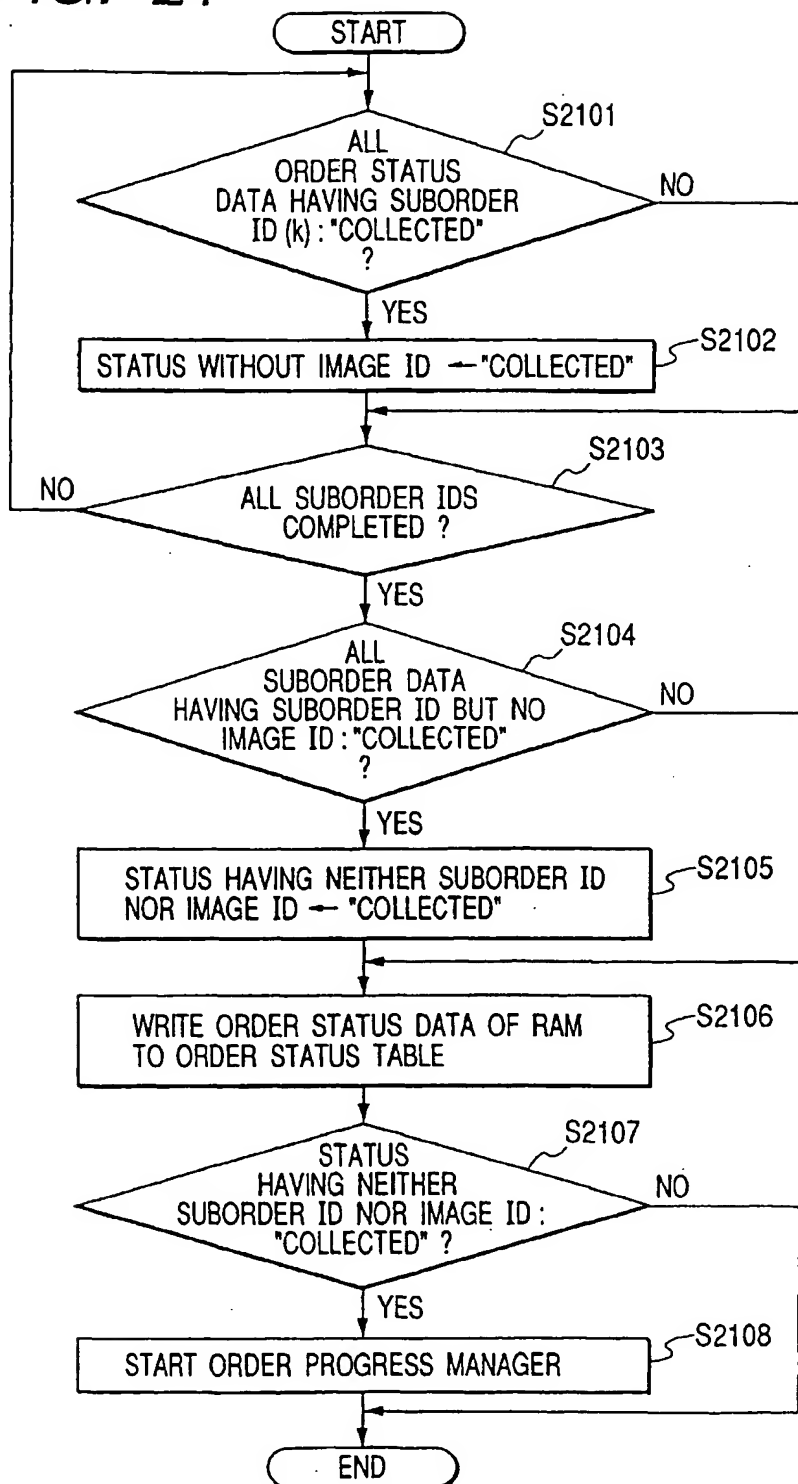 START
S2101
ALL
ORDER STATUS
DATA HAVING SUBORDER
ID (k) : "COLLECTED"
?
NO
YES
S2102
STATUS WITHOUT IMAGE ID ← "COLLECTED"
S2103
NO
ALL SUBORDER IDS
COMPLETED ?
YES
S2104
ALL
SUBORDER DATA
HAVING SUBORDER ID BUT NO
IMAGE ID : "COLLECTED"
?
NO
YES
S2105
STATUS HAVING NEITHER SUBORDER ID
NOR IMAGE ID ← "COLLECTED"
S2106
WRITE ORDER STATUS DATA OF RAM
TO ORDER STATUS TABLE
S2107
STATUS
HAVING NEITHER
SUBORDER ID NOR IMAGE ID :
"COLLECTED" ?
NO
YES
S2108
START ORDER PROGRESS MANAGER
END